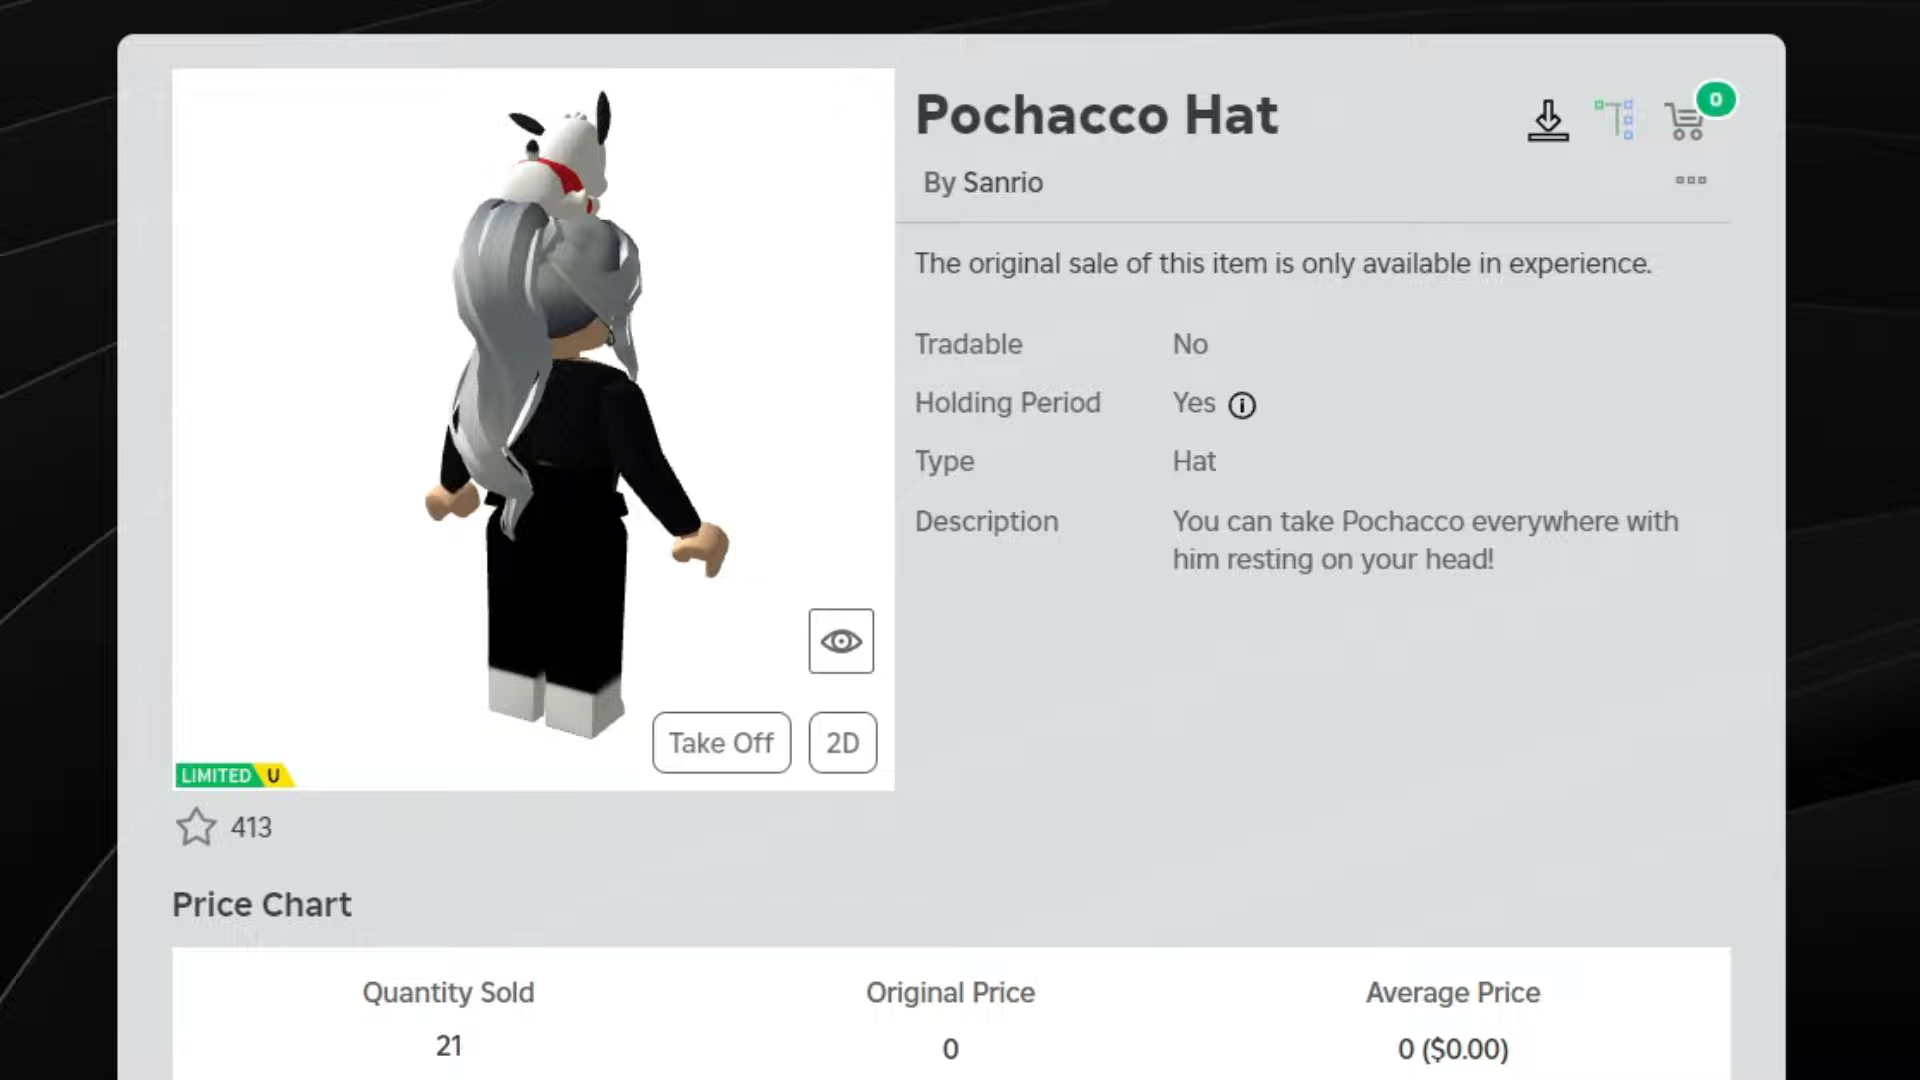 Pochacco Hat
0
By Sanrio
The original sale of this item is only available in experience.
Tradable No
Holding Period Yes
Type Hat
Description You can take Pochacco everywhere with
him resting on your head!
Take Off 2D
LIMITED U
413
Price Chart
Quantity Sold Original Price Average Price
21 0 0 ($0.00)